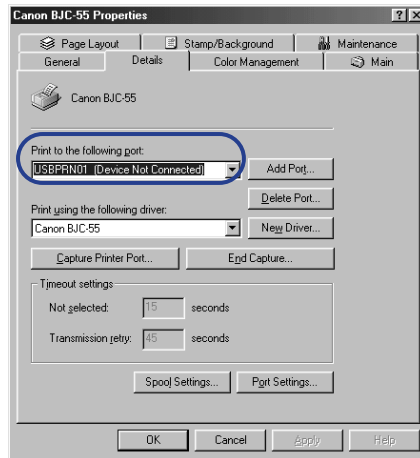 Canon BJC-55 Properties
Page Layout Stamp/Background Maintenance
General Details Color Management Main
Canon BJC-55
Print to the following port:
USBPRN01 (Device Not Connected) Add Port...
Delete Port...
Print using the following driver:
Canon BJC-55 New Driver...
Capture Printer Port... End Capture...
Timeout settings
Not selected: 15 seconds
Transmission retry: 45 seconds
Spool Settings... Port Settings...
OK Cancel Apply Help